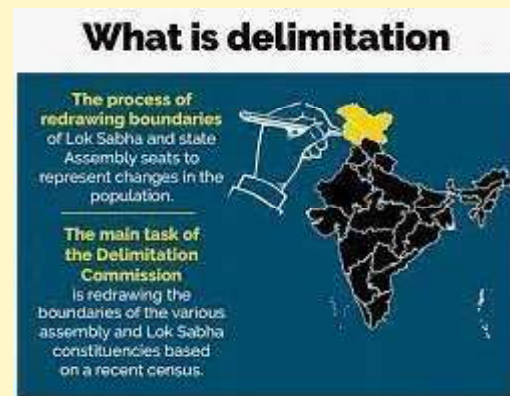 What is delimitation
The process of
redrawing boundaries
of Lok Sabha and state
Assembly seats to
represent changes in the
population.
The main task of
the Delimitation
Commission
is redrawing the
boundaries of the various
assembly and Lok Sabha
constituencies based
on a recent census.